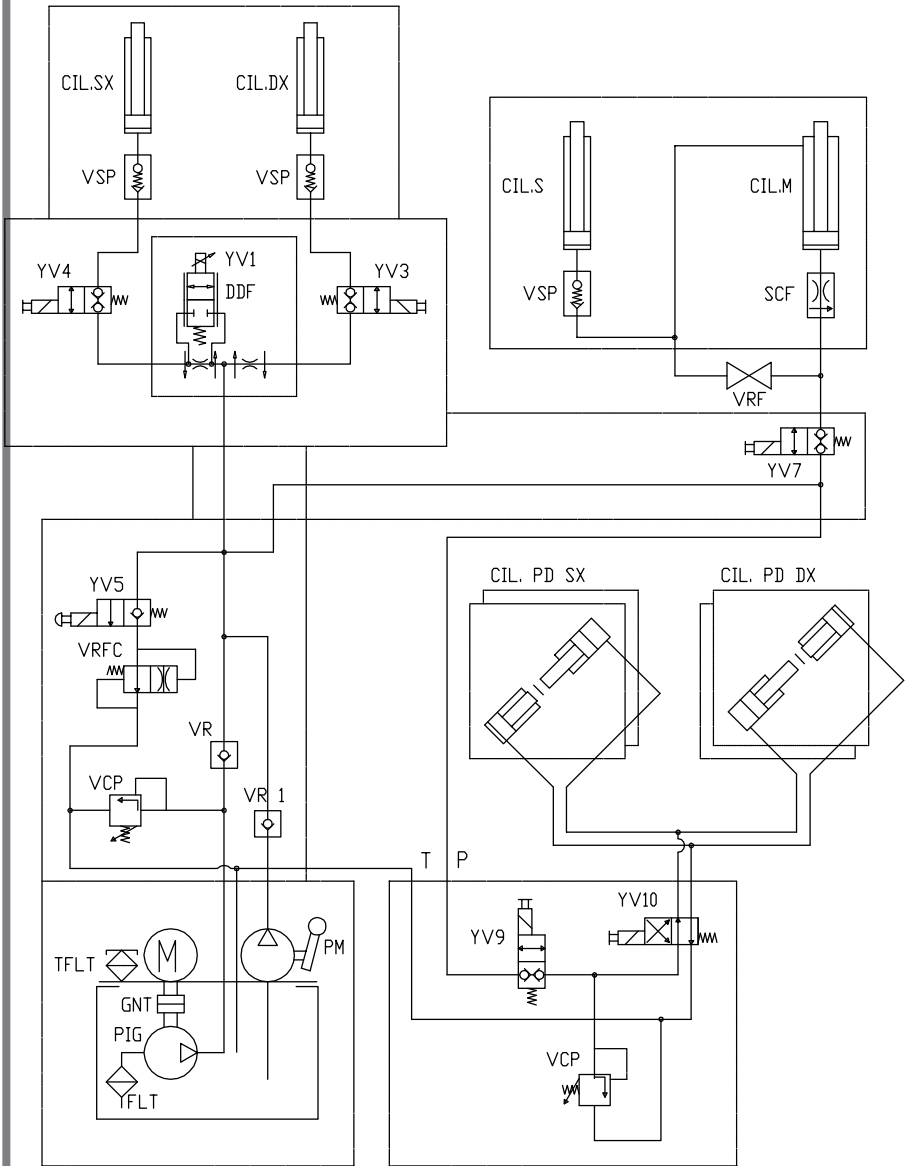 CIL.SX
CIL.DX
VSP
VSP
CIL.S
CIL.M
YV4
YV1
DDF
YV3
VSP
SCF
VRF
YV7
YV5
CIL. PD SX
CIL. PD DX
VRFC
VR
VCP
VR 1
T P
YV10
YV9
TFLT
M
PM
GNT
PIG
TFLT
VCP